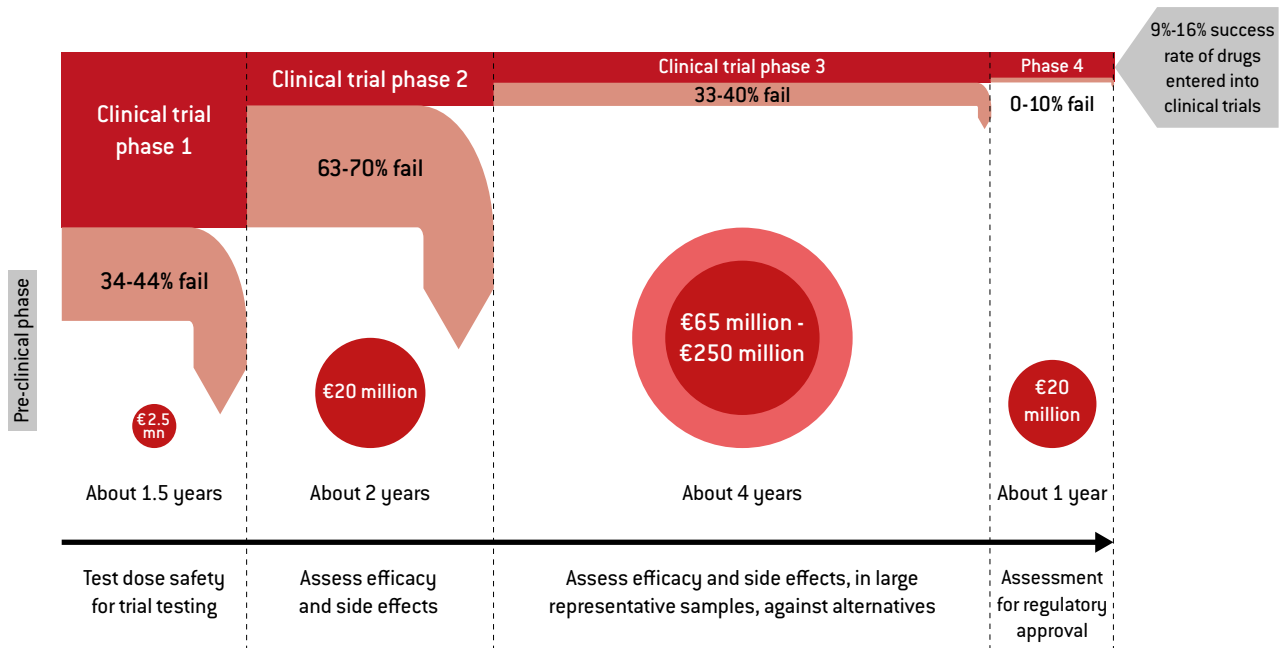 9%-16% success
rate of drugs
entered into
clinical trials
Clinical trial
phase 1
Clinical trial phase 2
Clinical trial phase 3
Phase 4
34-44% fail
63-70% fail
33-40% fail
0-10% fail
Pre-clinical phase
€2.5
mn
€20 million
€65 million -
€250 million
€20
million
About 1.5 years
About 2 years
About 4 years
About 1 year
Test dose safety
for trial testing
Assess efficacy
and side effects
Assess efficacy and side effects, in large
representative samples, against alternatives
Assessment
for regulatory
approval